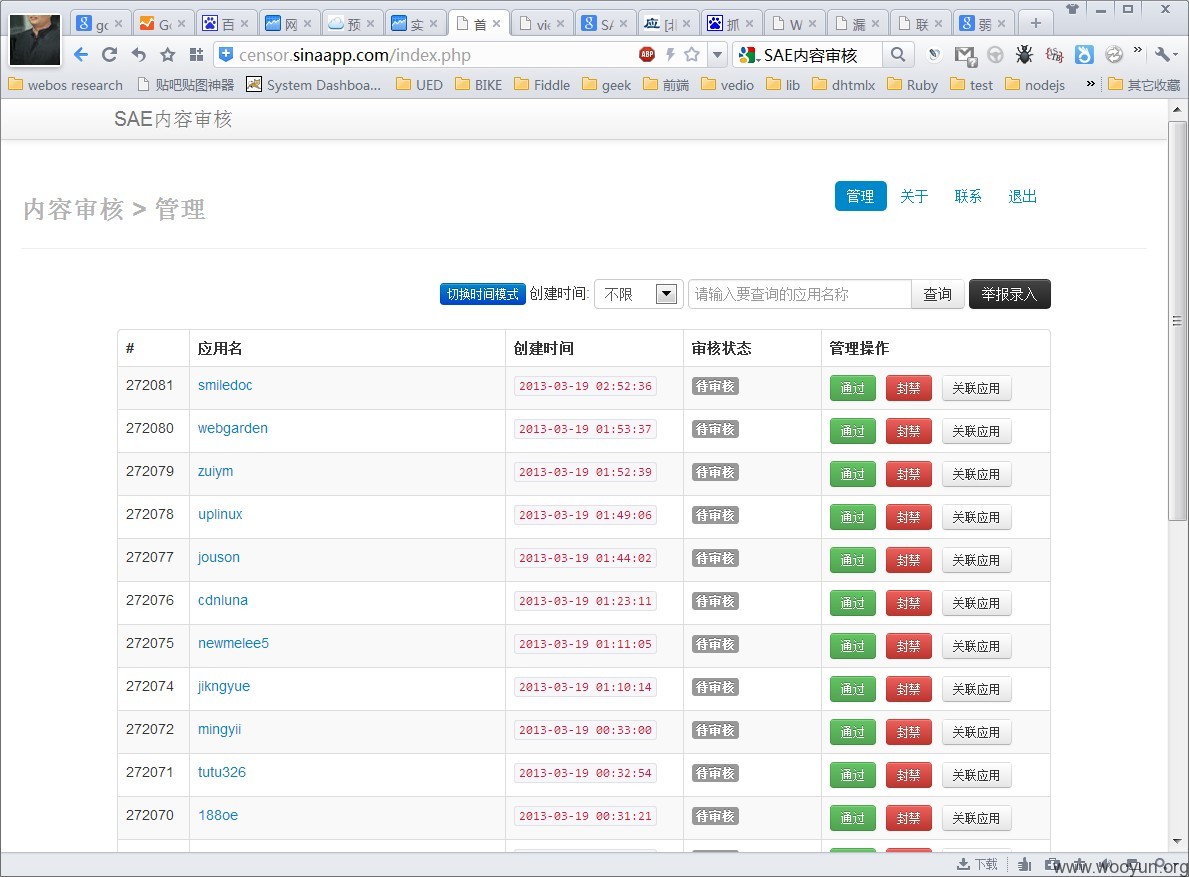 gc
Gc
百
网
预
实
首
vie
SA
[北
抓
W
漏
联
弱
censor.sinaapp.com/index.php
ABP
SAE内容审核
webos research
贴吧贴图神器
System Dashboa...
UED
BIKE
Fiddle
geek
前端
vedio
lib
dhtmlx
Ruby
test
nodejs
»
其它收藏
SAE内容审核
内容审核 > 管理
管理
关于
联系
退出
切换时间模式 创建时间: 不限 请输入要查询的应用名称 查询 举报录入
# 应用名 创建时间 审核状态 管理操作
272081 smiledoc 2013-03-19 02:52:36 待审核 通过 封禁 关联应用
272080 webgarden 2013-03-19 01:53:37 待审核 通过 封禁 关联应用
272079 zuiym 2013-03-19 01:52:39 待审核 通过 封禁 关联应用
272078 uplinux 2013-03-19 01:49:06 待审核 通过 封禁 关联应用
272077 jouson 2013-03-19 01:44:02 待审核 通过 封禁 关联应用
272076 cdnluna 2013-03-19 01:23:11 待审核 通过 封禁 关联应用
272075 newmelee5 2013-03-19 01:11:05 待审核 通过 封禁 关联应用
272074 jikngyue 2013-03-19 01:10:14 待审核 通过 封禁 关联应用
272072 mingyii 2013-03-19 00:33:00 待审核 通过 封禁 关联应用
272071 tutu326 2013-03-19 00:32:54 待审核 通过 封禁 关联应用
272070 188oe 2013-03-19 00:31:21 待审核 通过 封禁 关联应用
下载
www.wooyun.org